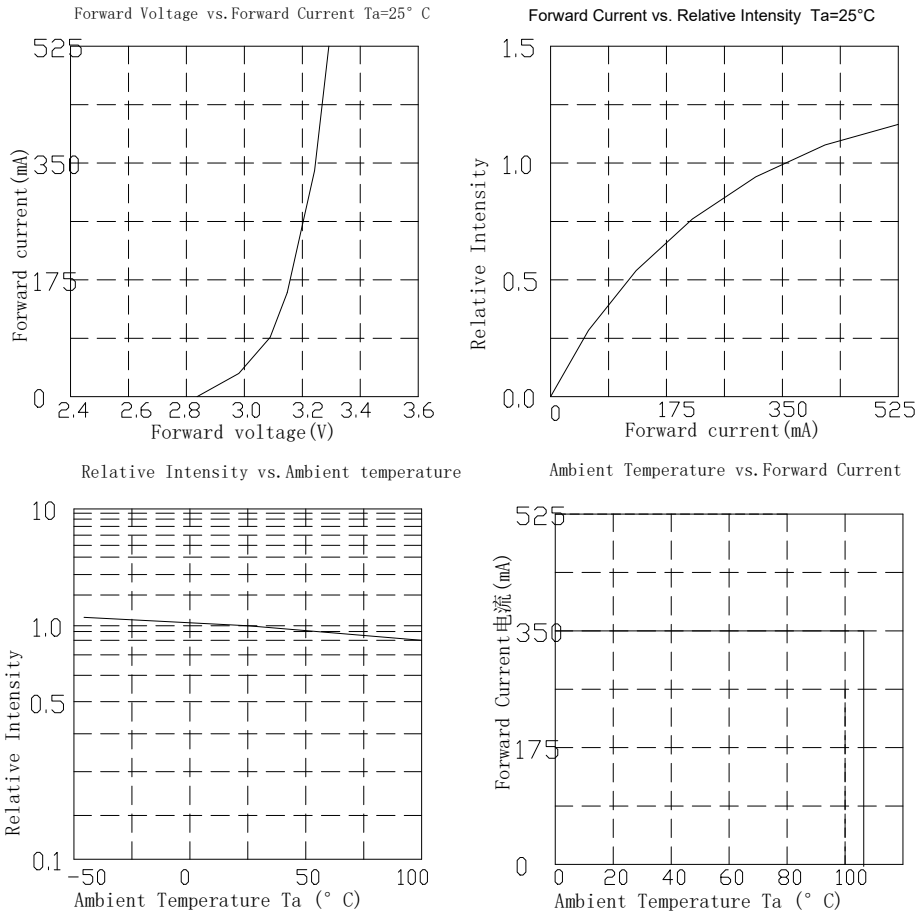 Forward Voltage vs.Forward Current Ta=25° C
525
350
175
0
Forward current(mA)
2.4 2.6 2.8 3.0 3.2 3.4 3.6
Forward voltage(V)
Forward Current vs. Relative Intensity Ta=25°C
1.5
1.0
0.5
0.0
Relative Intensity
0 175 350 525
Forward current(mA)
Relative Intensity vs.Ambient temperature
10
1.0
0.5
0.1
Relative Intensity
-50 0 50 100
Ambient Temperature Ta (° C)
Ambient Temperature vs.Forward Current
525
350
175
0
Forward Current电流(mA)
0 20 40 60 80 100
Ambient Temperature Ta (° C)